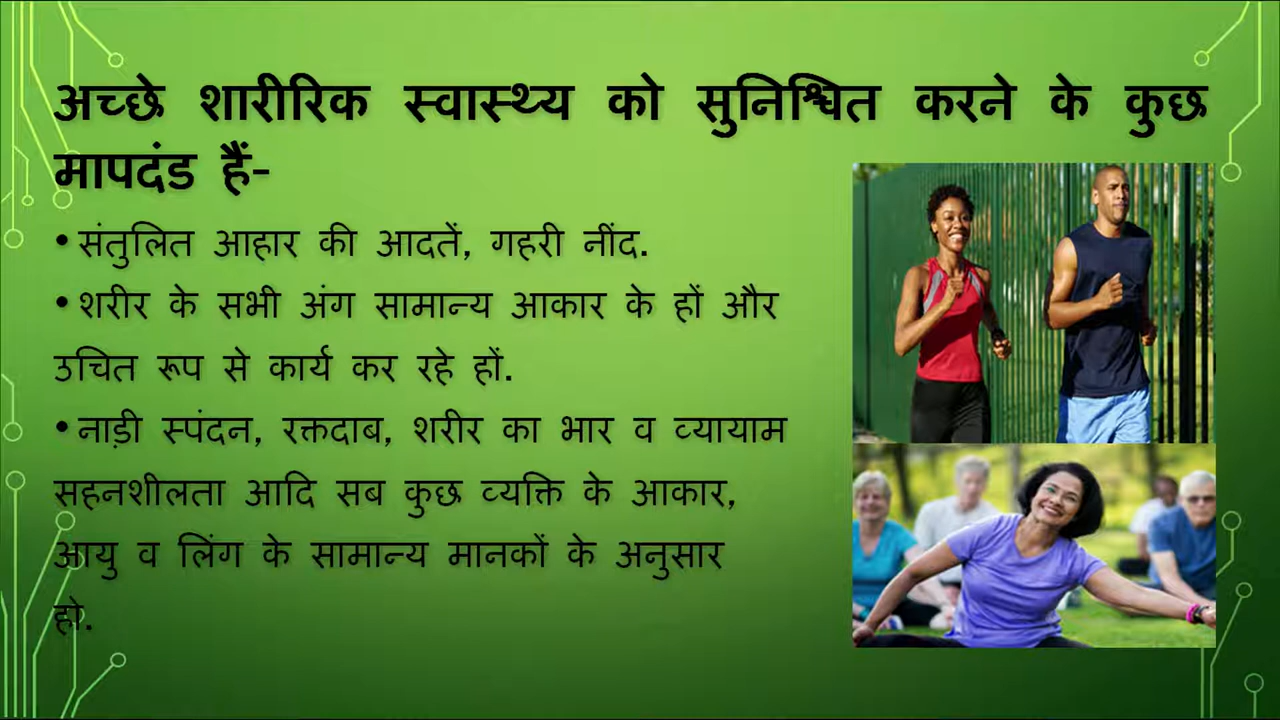 अच्छे शारीरिक स्वास्थ्य को सुनिश्चित करने के कुछ
मापदंड हैं-
• संतुलित आहार की आदतें, गहरी नींद.
• शरीर के सभी अंग सामान्य आकार के हों और
उचित रूप से कार्य कर रहे हों.
• नाड़ी स्पंदन, रक्तदाब, शरीर का भार व व्यायाम
सहनशीलता आदि सब कुछ व्यक्ति के आकार,
आयु व लिंग के सामान्य मानकों के अनुसार
हो.